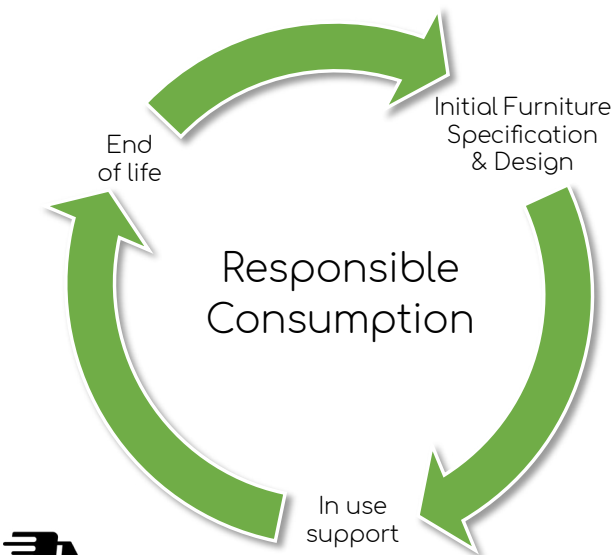 Initial Furniture
Specification
& Design
End
of life
Responsible
Consumption
In use
support